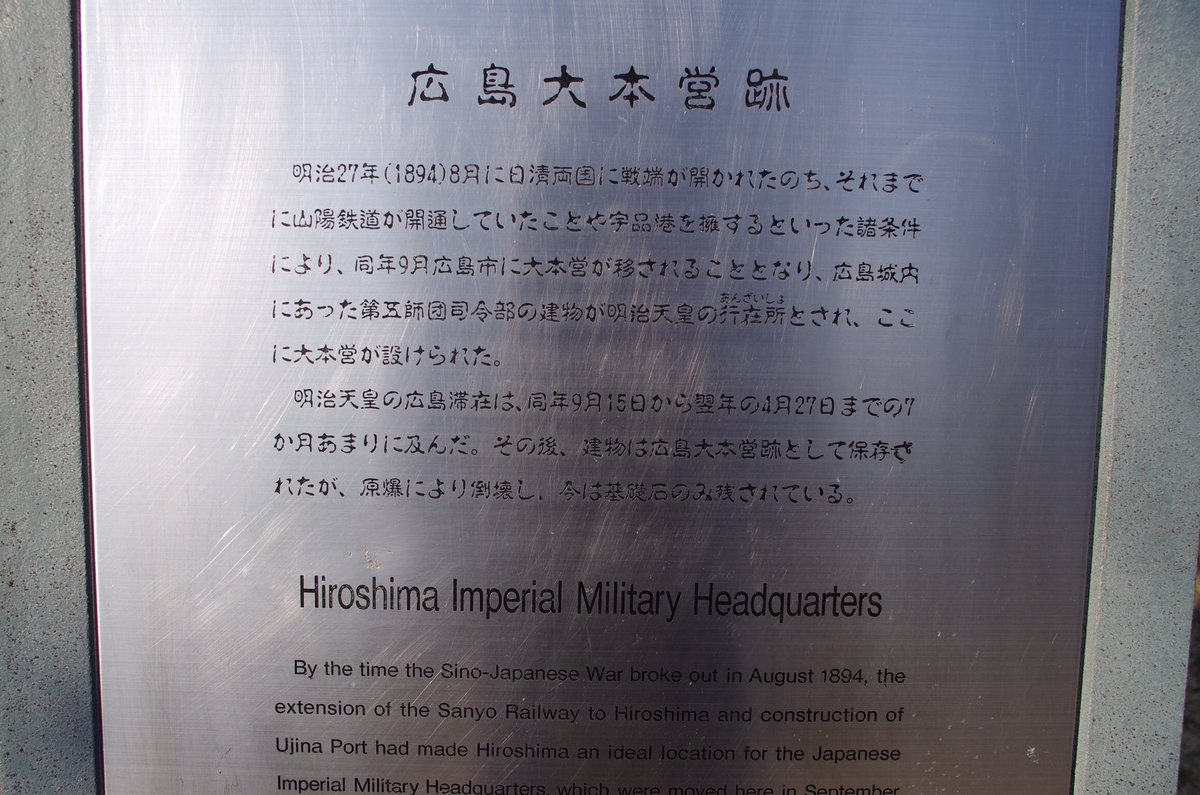 広島大本営跡
明治27年(1894)8月に日清両国に戦端が開かれたのち、それまで
に山陽鉄道が開通していたことや宇品港を擁するといった諸条件
により、同年9月広島市に大本営が移されることとなり、広島城内
あんざいしょ
にあった第五師団司令部の建物が明治天皇の行在所とされ、ここ
に大本営が設けられた。
明治天皇の広島滞在は、同年9月15日から翌年の4月27日までの7
か月あまりに及んだ。その後、建物は広島大本営跡として保存さ
れたが、原爆により倒壊し、今は基礎石のみ残されている。
Hiroshima Imperial Military Headquarters
By the time the Sino-Japanese War broke out in August 1894, the
extension of the Sanyo Railway to Hiroshima and construction of
Ujina Port had made Hiroshima an ideal location for the Japanese
Imperial Military Headquarters, which were moved here in September